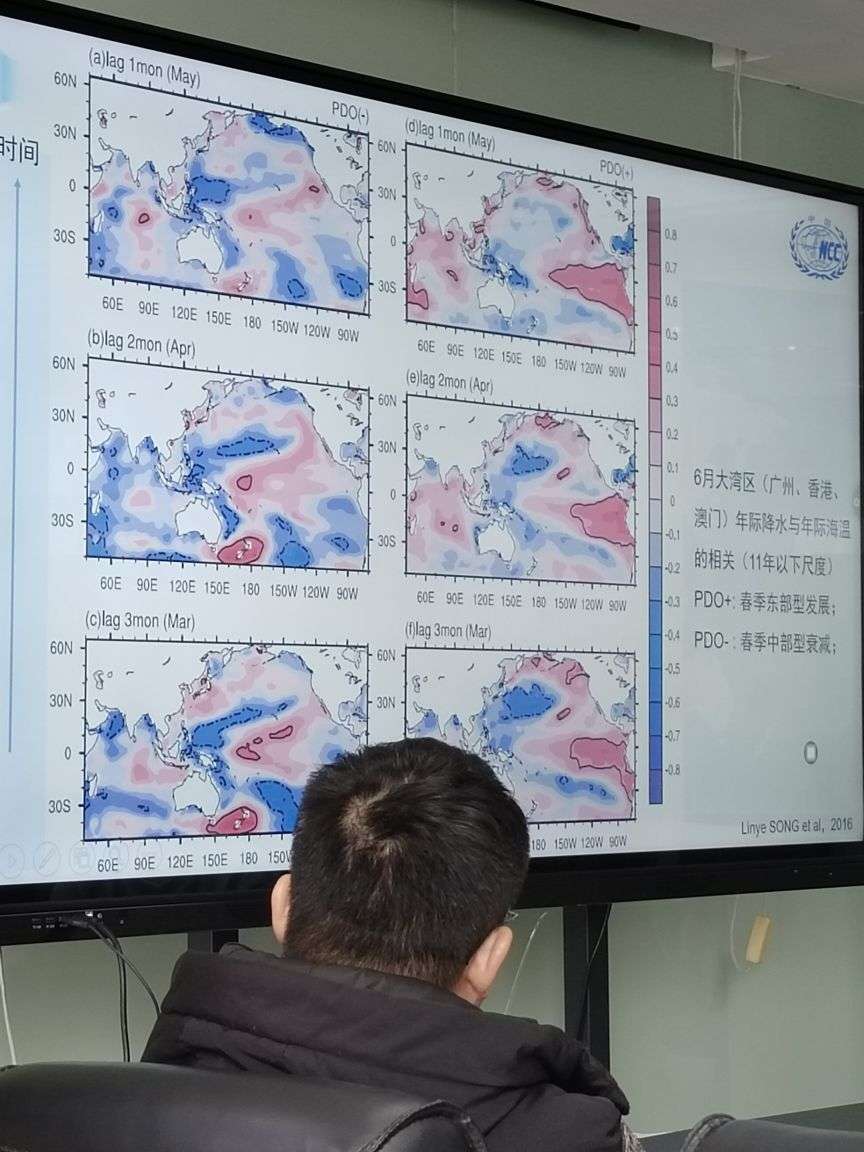 时间
(a)lag 1mon (May)
PDO(-)
60N
30N
0
30S
60E 90E 120E 150E 180 150W 120W 90W
(b)lag 2mon (Apr)
60N
30N
0
30S
60E 90E 120E 150E 180 150W 120W 90W
(c)lag 3mon (Mar)
60N
30N
0
30S
60E 90E 120E 150E 180
(d)lag 1mon (May)
PDO(+)
60N
30N
0
30S
60E 90E 120E 150E 180 150W 120W 90W
(e)lag 2mon (Apr)
60N
30N
0
30S
60E 90E 120E 150E 180 150W 120W 90W
(f)lag 3mon (Mar)
60N
30N
180 150W 120W 90W
0.8
0.7
0.6
0.5
0.4
0.3
0.2
0.1
0
-0.1
-0.2
-0.3
-0.4
-0.5
-0.6
-0.7
-0.8
中国
NCC
6月大湾区（广州、香港、
澳门）年际降水与年际海温
的相关（11年以下尺度）
PDO+: 春季东部型发展；
PDO-: 春季中部型衰减；
Linye SONG et al，2016